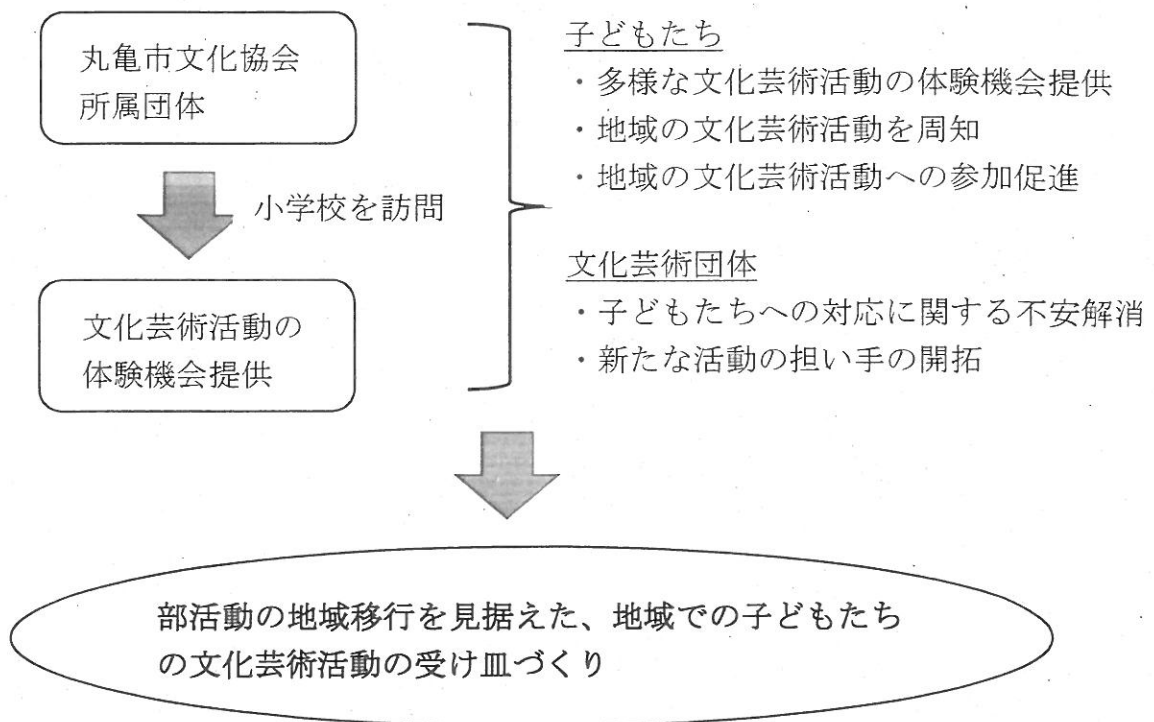 丸亀市文化協会
所属団体
小学校を訪問
文化芸術活動の
体験機会提供
子どもたち
・多様な文化芸術活動の体験機会提供
・地域の文化芸術活動を周知
・地域の文化芸術活動への参加促進
文化芸術団体
・子どもたちへの対応に関する不安解消
・新たな活動の担い手の開拓
部活動の地域移行を見据えた、地域での子どもたち
の文化芸術活動の受け皿づくり